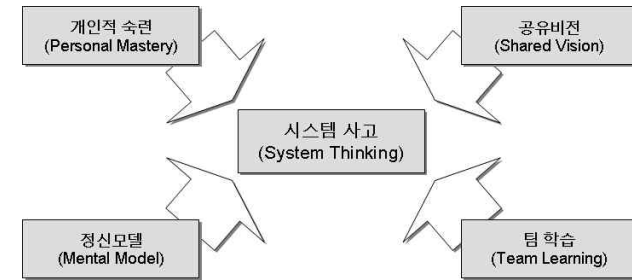 개인적 숙련
(Personal Mastery)
공유비전
(Shared Vision)
시스템 사고
(System Thinking)
정신모델
(Mental Model)
팀 학습
(Team Learning)